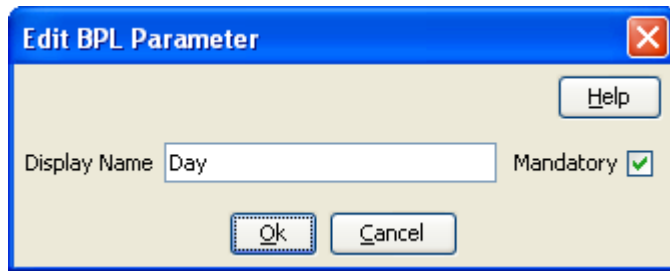 Edit BPL Parameter
Help
Display Name Day Mandatory
Ok Cancel